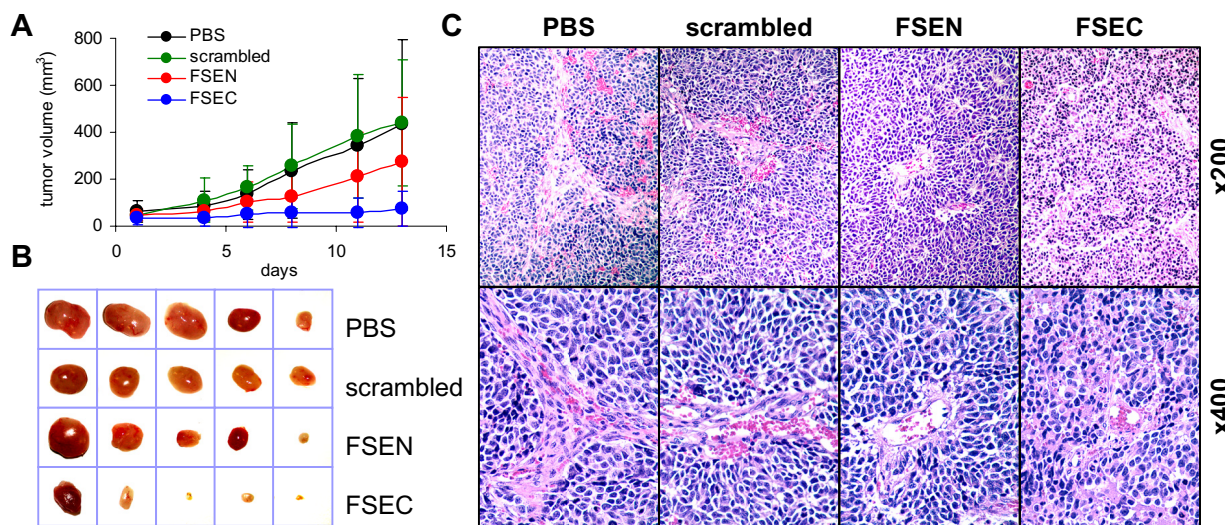 A
PBS
scrambled
FSEN
FSEC
tumor volume (mm³)
800
600
400
200
0
0
5
10
15
days
B
PBS
scrambled
FSEN
FSEC
C
PBS
scrambled
FSEN
FSEC
x200
x400